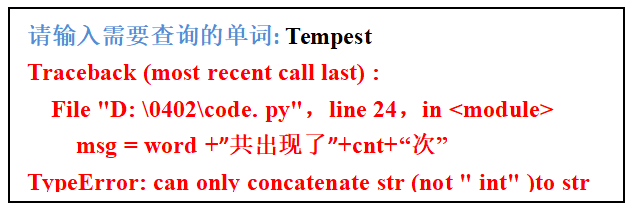 请输入需要查询的单词: Tempest
Traceback (most recent call last) :
File "D: \0402\code. py"，line 24，in <module>
msg = word +”共出现了”+cnt+“次”
TypeError: can only concatenate str (not " int" )to str